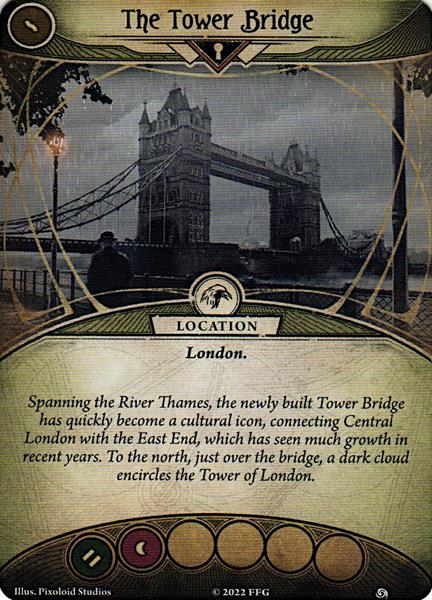 The Tower Bridge
LOCATION
London.
Spanning the River Thames, the newly built Tower Bridge
has quickly become a cultural icon, connecting Central
London with the East End, which has seen much growth in
recent years. To the north, just over the bridge, a dark cloud
encircles the Tower of London.
Illus. Pixoloid Studios
© 2022 FFG